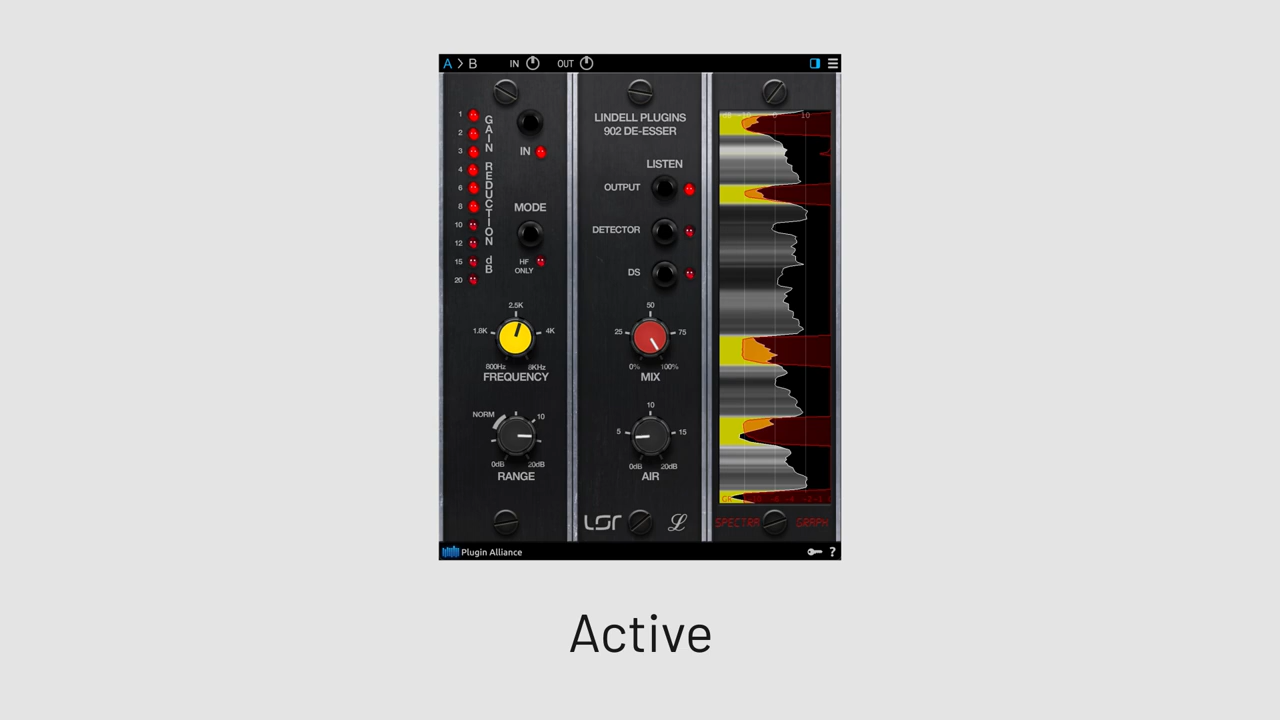 A > B IN OUT
1
2
3
4
6
8
10
12
15
20
GAIN REDUCTION dB
IN
MODE
HF ONLY
2.5K
1.8K 4K
800Hz 8KHz
FREQUENCY
NORM 10
0dB 20dB
RANGE
LINDELL PLUGINS
902 DE-ESSER
LISTEN
OUTPUT
DETECTOR
DS
50
25 75
0% 100%
MIX
10
5 15
0dB 20dB
AIR
LSR
0 10
SPECTRA GRAPH
Plugin Alliance
?
Active